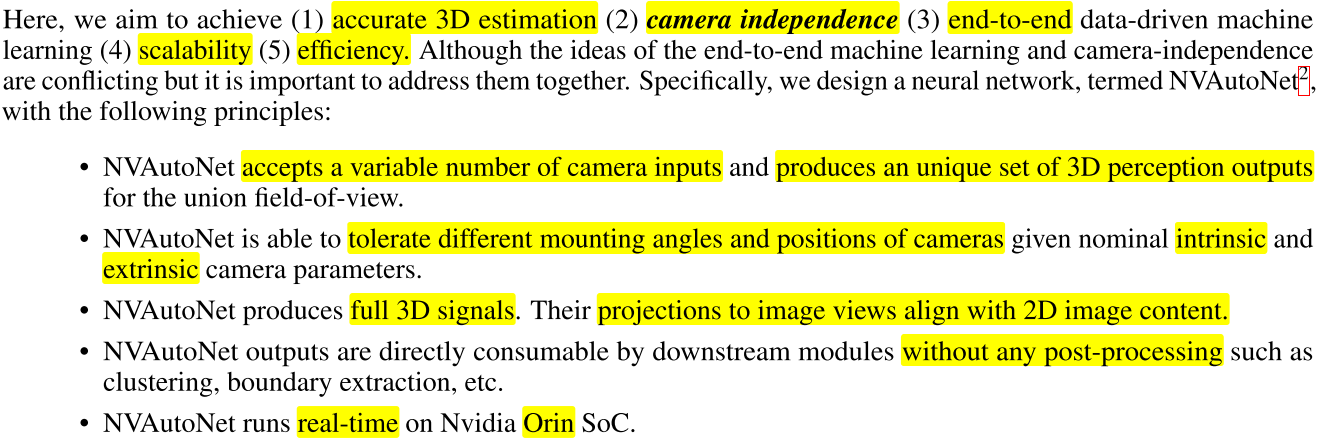 Here, we aim to achieve (1) accurate 3D estimation (2) camera independence (3) end-to-end data-driven machine
learning (4) scalability (5) efficiency. Although the ideas of the end-to-end machine learning and camera-independence
are conflicting but it is important to address them together. Specifically, we design a neural network, termed NVAutoNet2,
with the following principles:
• NVAutoNet accepts a variable number of camera inputs and produces an unique set of 3D perception outputs
for the union field-of-view.
• NVAutoNet is able to tolerate different mounting angles and positions of cameras given nominal intrinsic and
extrinsic camera parameters.
• NVAutoNet produces full 3D signals. Their projections to image views align with 2D image content.
• NVAutoNet outputs are directly consumable by downstream modules without any post-processing such as
clustering, boundary extraction, etc.
• NVAutoNet runs real-time on Nvidia Orin SoC.